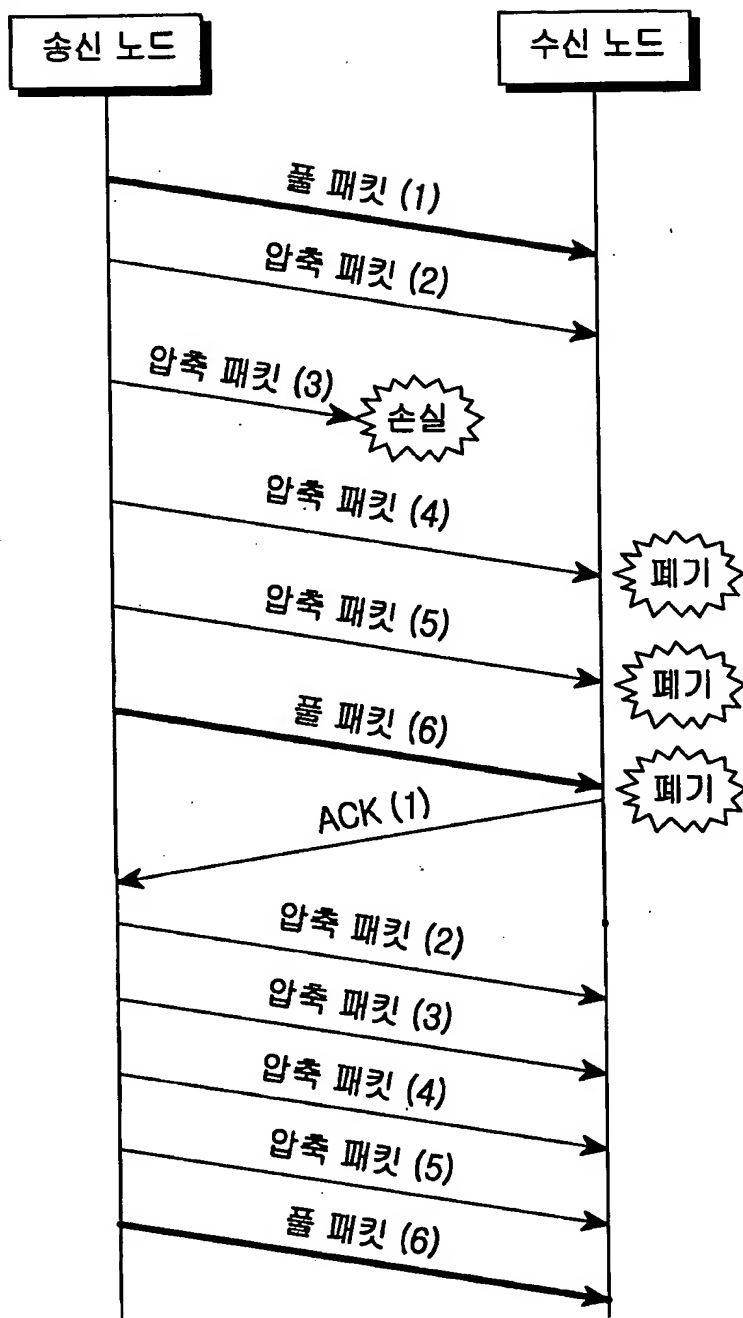 송신 노드
수신 노드
풀 패킷 (1)
압축 패킷 (2)
압축 패킷 (3)
손실
압축 패킷 (4)
폐기
압축 패킷 (5)
폐기
풀 패킷 (6)
폐기
ACK (1)
압축 패킷 (2)
압축 패킷 (3)
압축 패킷 (4)
압축 패킷 (5)
풀 패킷 (6)